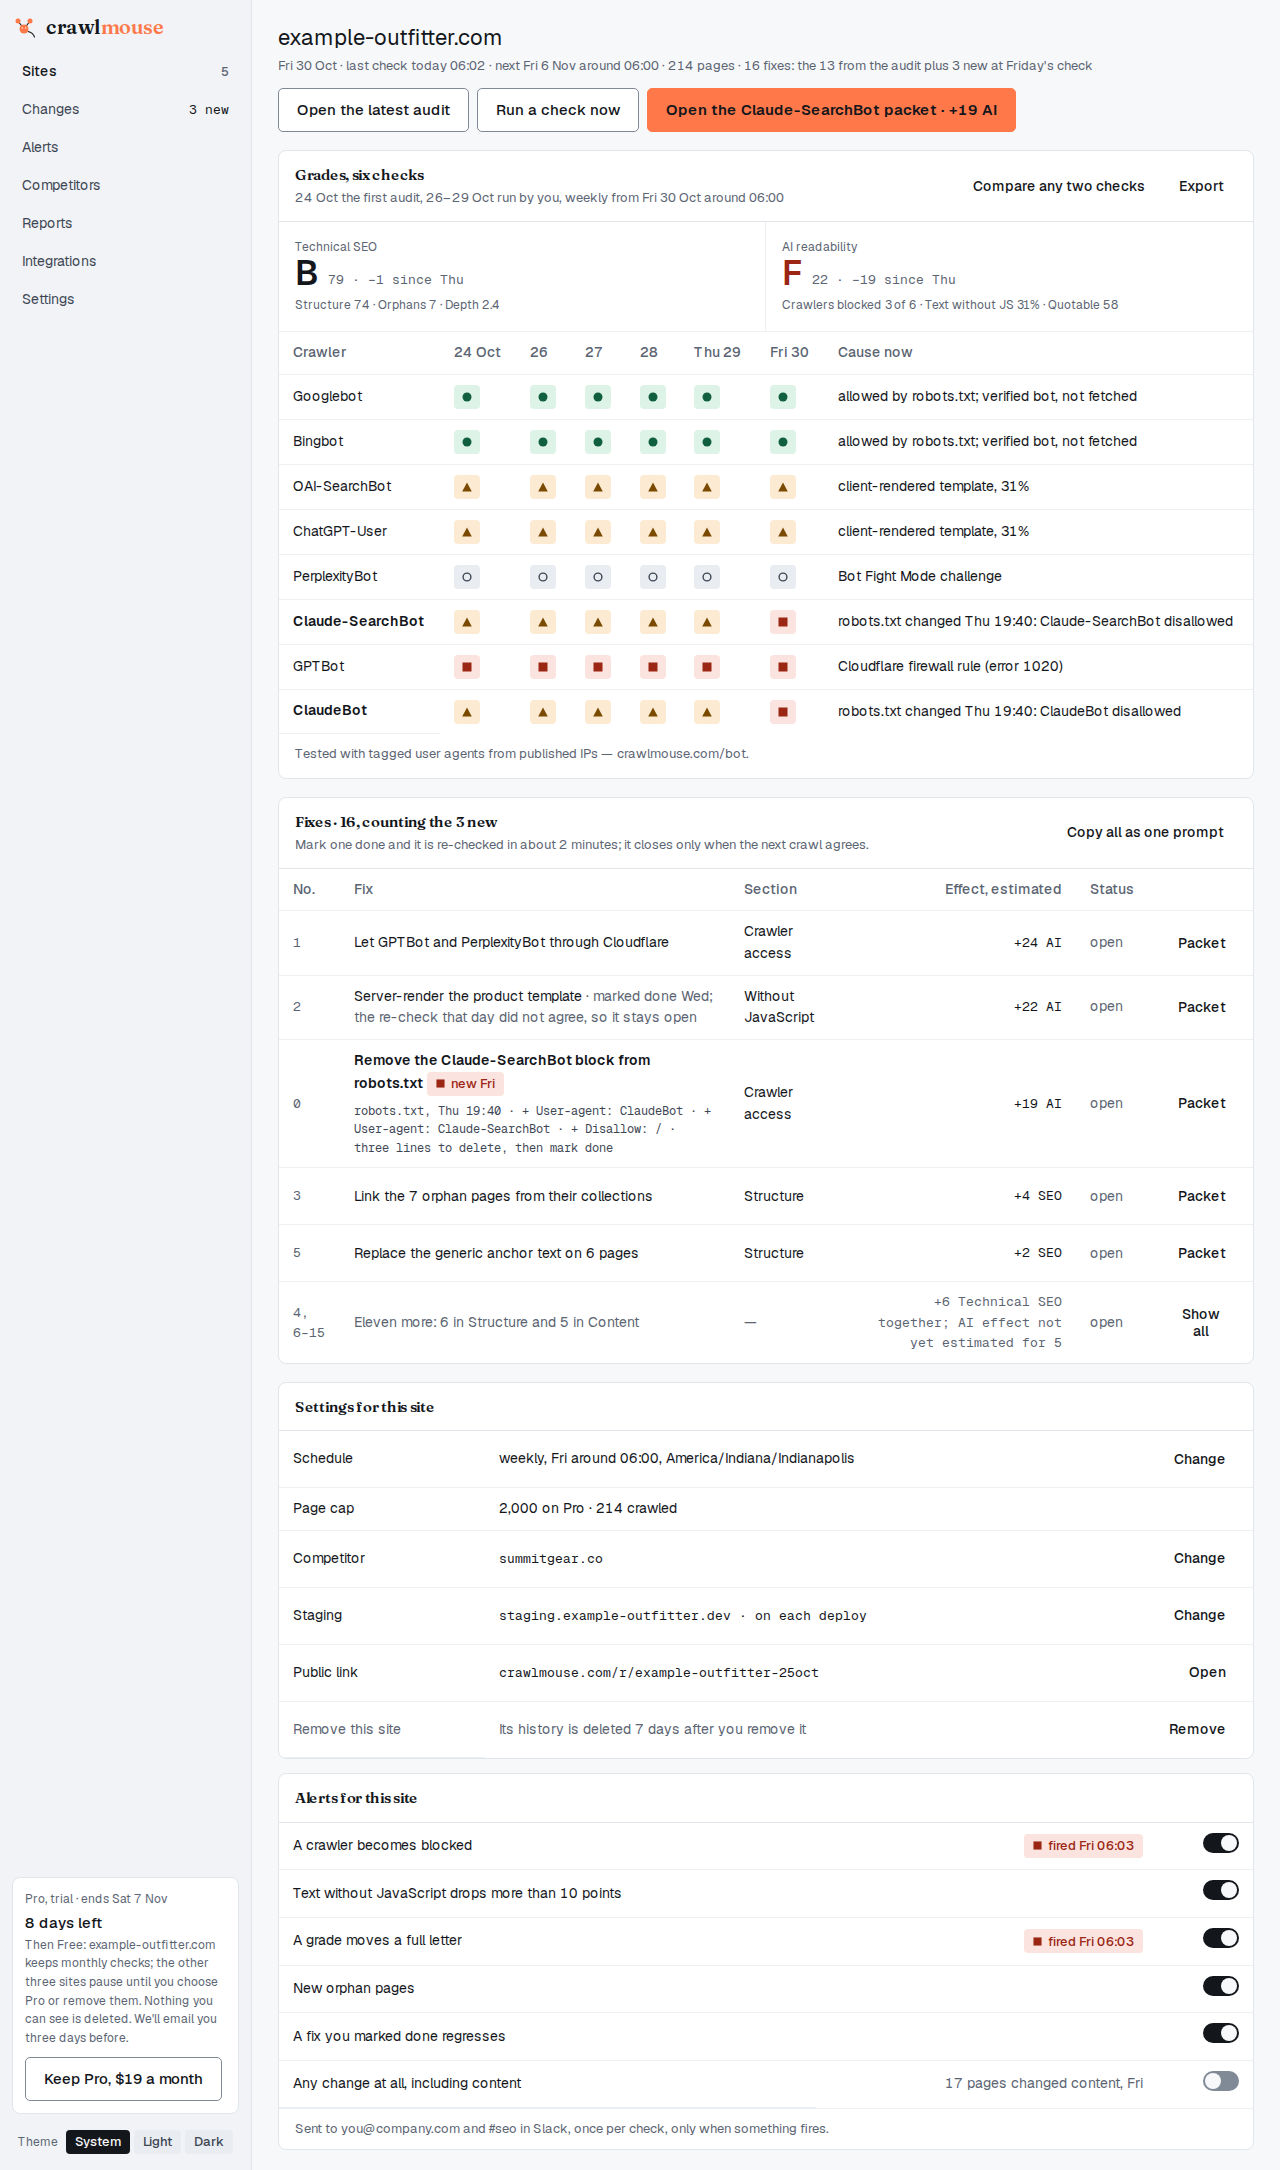 crawlmouse
Sites 5
Changes 3 new
Alerts
Competitors
Reports
Integrations
Settings
example-outfitter.com
Fri 30 Oct · last check today 06:02 · next Fri 6 Nov around 06:00 · 214 pages · 16 fixes: the 13 from the audit plus 3 new at Friday's check
Open the latest audit
Run a check now
Open the Claude-SearchBot packet · +19 AI
Grades, six checks
24 Oct the first audit, 26–29 Oct run by you, weekly from Fri 30 Oct around 06:00
Compare any two checks
Export
Technical SEO
B 79 · −1 since Thu
Structure 74 · Orphans 7 · Depth 2.4
AI readability
F 22 · −19 since Thu
Crawlers blocked 3 of 6 · Text without JS 31% · Quotable 58
Crawler 24 Oct 26 27 28 Thu 29 Fri 30 Cause now
Googlebot allowed by robots.txt; verified bot, not fetched
Bingbot allowed by robots.txt; verified bot, not fetched
OAI-SearchBot client-rendered template, 31%
ChatGPT-User client-rendered template, 31%
PerplexityBot Bot Fight Mode challenge
Claude-SearchBot robots.txt changed Thu 19:40: Claude-SearchBot disallowed
GPTBot Cloudflare firewall rule (error 1020)
ClaudeBot robots.txt changed Thu 19:40: ClaudeBot disallowed
Tested with tagged user agents from published IPs — crawlmouse.com/bot.
Fixes · 16, counting the 3 new
Mark one done and it is re-checked in about 2 minutes; it closes only when the next crawl agrees.
Copy all as one prompt
No. Fix Section Effect, estimated Status
1 Let GPTBot and PerplexityBot through Cloudflare Crawler access +24 AI open Packet
2 Server-render the product template · marked done Wed;
the re-check that day did not agree, so it stays open Without JavaScript +22 AI open Packet
0 Remove the Claude-SearchBot block from
robots.txt new Fri
robots.txt, Thu 19:40 · + User-agent: ClaudeBot · +
User-agent: Claude-SearchBot · + Disallow: / ·
three lines to delete, then mark done
Crawler access +19 AI open Packet
3 Link the 7 orphan pages from their collections Structure +4 SEO open Packet
5 Replace the generic anchor text on 6 pages Structure +2 SEO open Packet
4, 6–15 Eleven more: 6 in Structure and 5 in Content — +6 Technical SEO
together; AI effect not
yet estimated for 5 open Show all
Settings for this site
Schedule weekly, Fri around 06:00, America/Indiana/Indianapolis Change
Page cap 2,000 on Pro · 214 crawled
Competitor summitgear.co Change
Staging staging.example-outfitter.dev · on each deploy Change
Public link crawlmouse.com/r/example-outfitter-25oct Open
Remove this site Its history is deleted 7 days after you remove it Remove
Alerts for this site
A crawler becomes blocked fired Fri 06:03
Text without JavaScript drops more than 10 points
A grade moves a full letter fired Fri 06:03
New orphan pages
A fix you marked done regresses
Any change at all, including content 17 pages changed content, Fri
Sent to you@company.com and #seo in Slack, once per check, only when something fires.
Pro, trial · ends Sat 7 Nov
8 days left
Then Free: example-outfitter.com
keeps monthly checks; the other
three sites pause until you choose
Pro or remove them. Nothing you
can see is deleted. We'll email you
three days before.
Keep Pro, $19 a month
Theme System Light Dark